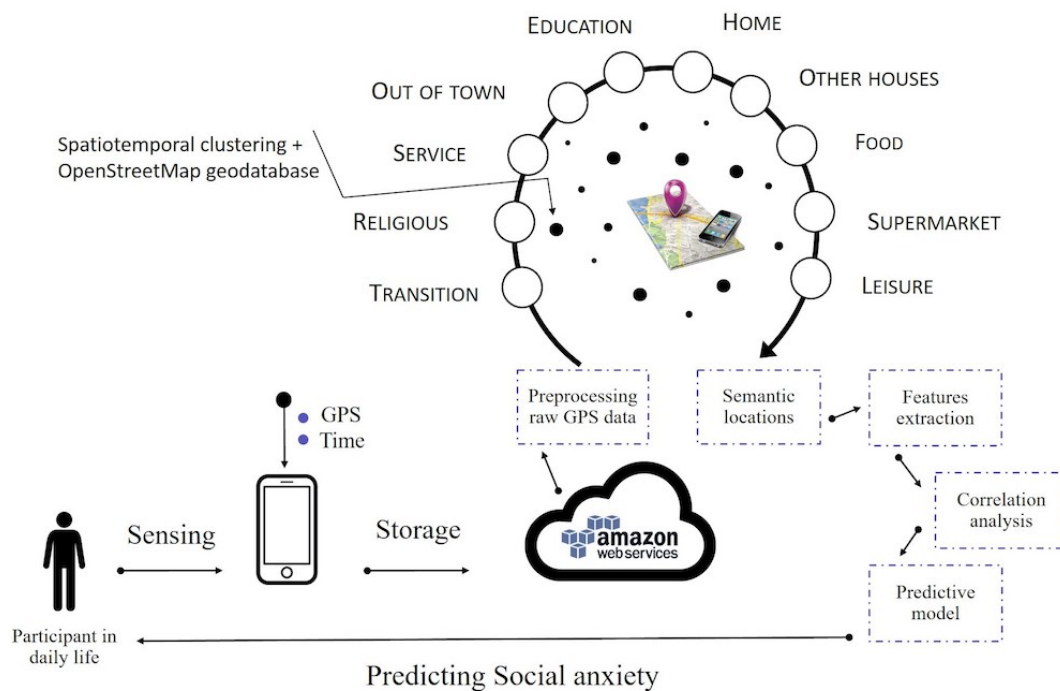 EDUCATION
HOME
OUT OF TOWN
OTHER HOUSES
Spatiotemporal clustering +
OpenStreetMap geodatabase
SERVICE
FOOD
RELIGIOUS
SUPERMARKET
TRANSITION
LEISURE
GPS
Time
Preprocessing
raw GPS data
Semantic
locations
Features
extraction
Sensing
Storage
amazon
webservices
Correlation
analysis
Predictive
model
Participant in
daily life
Predicting Social anxiety